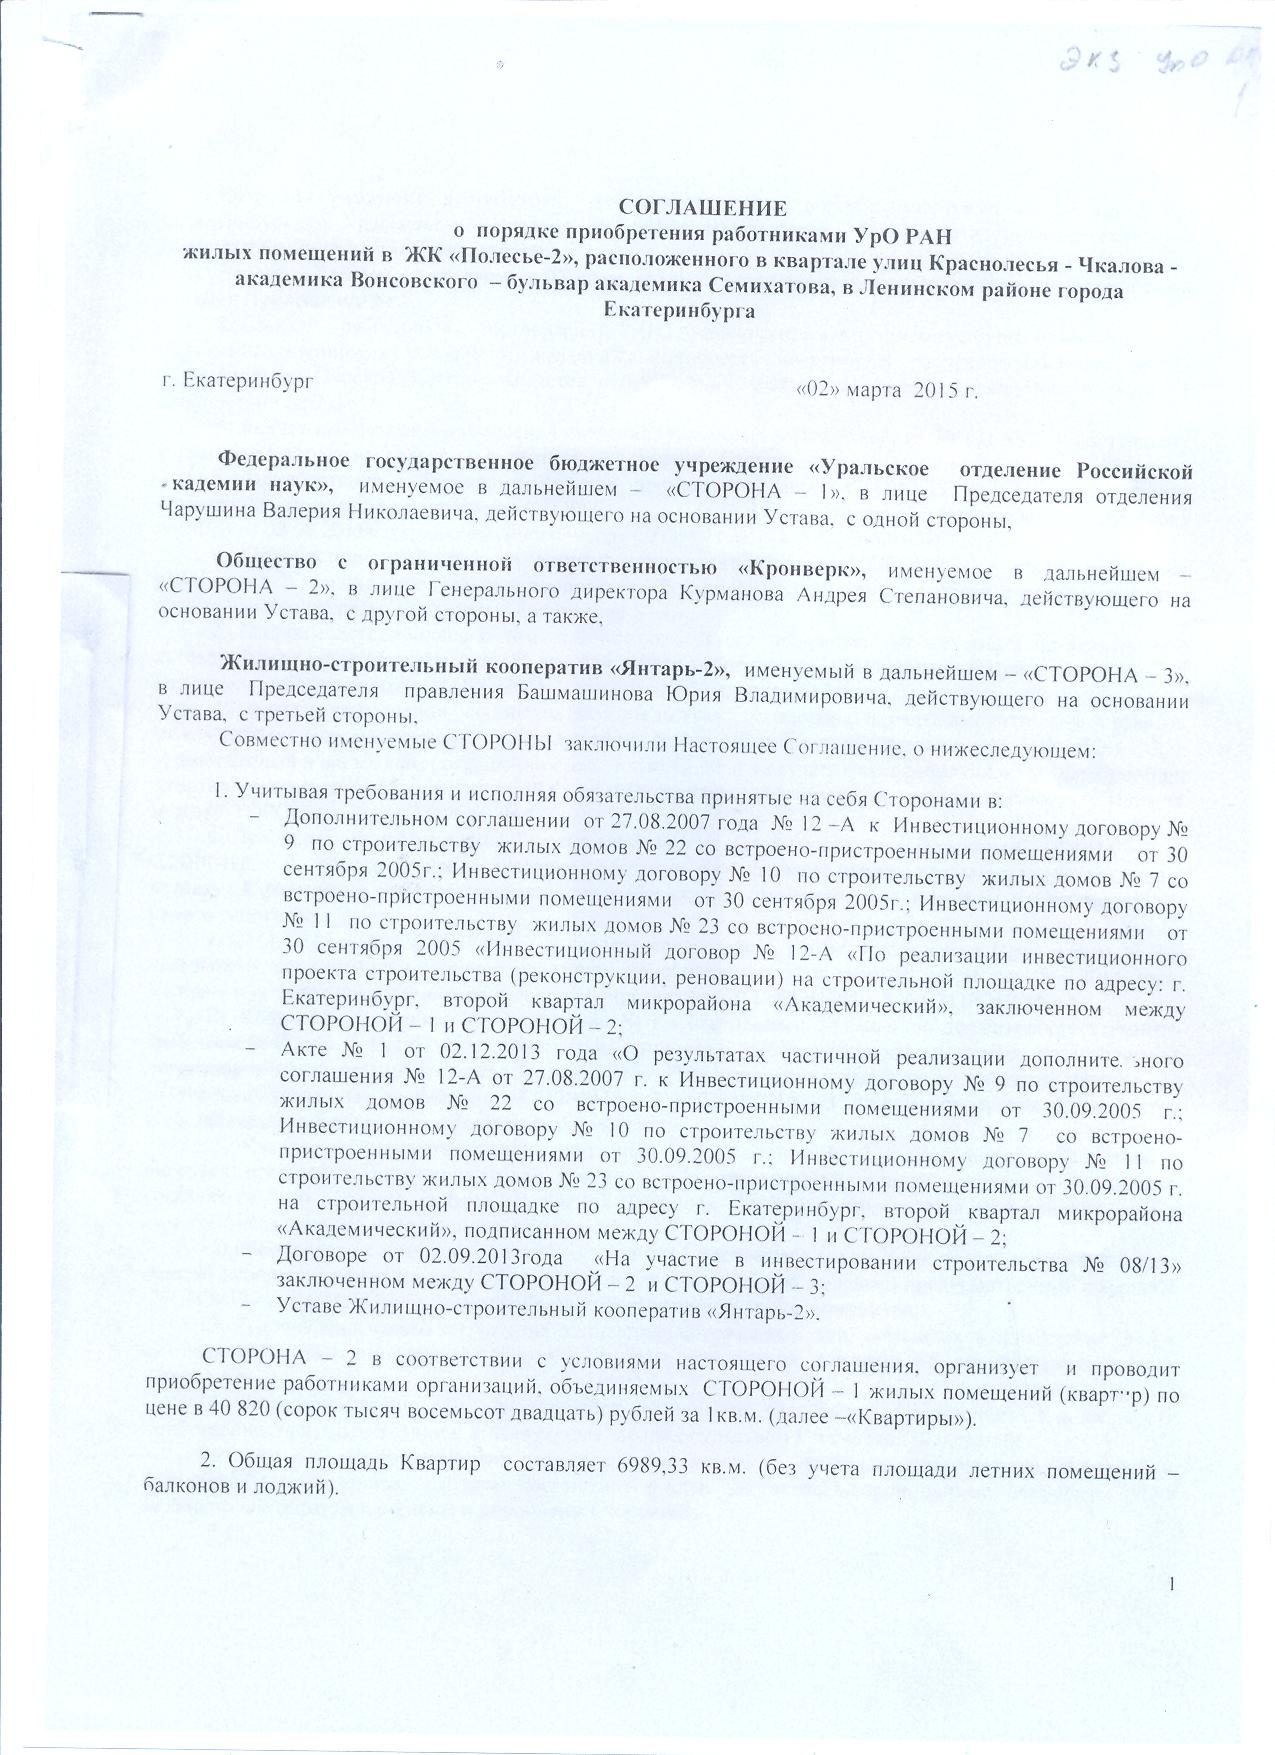 ЭКЗ УрО
1
СОГЛАШЕНИЕ
о порядке приобретения работниками УрО РАН
жилых помещений в ЖК «Полесье-2», расположенного в квартале улиц Краснолесья - Чкалова -
академика Вонсовского – бульвар академика Семихатова, в Ленинском районе города
Екатеринбурга
г. Екатеринбург «02» марта 2015 г.
Федеральное государственное бюджетное учреждение «Уральское отделение Российской
кадемии наук», именуемое в дальнейшем – «СТОРОНА – 1», в лице Председателя отделения
Чарушина Валерия Николаевича, действующего на основании Устава, с одной стороны,
Общество с ограниченной ответственностью «Кронверк», именуемое в дальнейшем –
«СТОРОНА – 2», в лице Генерального директора Курманова Андрея Степановича, действующего на
основании Устава, с другой стороны, а также,
Жилищно-строительный кооператив «Янтарь-2», именуемый в дальнейшем – «СТОРОНА – 3»,
в лице Председателя правления Башмашинова Юрия Владимировича, действующего на основании
Устава, с третьей стороны,
Совместно именуемые СТОРОНЫ заключили Настоящее Соглашение, о нижеследующем:
1. Учитывая требования и исполняя обязательства принятые на себя Сторонами в:
– Дополнительном соглашении от 27.08.2007 года № 12 –А к Инвестиционному договору №
9 по строительству жилых домов № 22 со встроено-пристроенными помещениями от 30
сентября 2005г.; Инвестиционному договору № 10 по строительству жилых домов № 7 со
встроено-пристроенными помещениями от 30 сентября 2005г.; Инвестиционному договору
№ 11 по строительству жилых домов № 23 со встроено-пристроенными помещениями от
30 сентября 2005 «Инвестиционный договор № 12-А «По реализации инвестиционного
проекта строительства (реконструкции, реновации) на строительной площадке по адресу: г.
Екатеринбург, второй квартал микрорайона «Академический», заключенном между
СТОРОНОЙ – 1 и СТОРОНОЙ – 2;
– Акте № 1 от 02.12.2013 года «О результатах частичной реализации дополните. ьного
соглашения № 12-А от 27.08.2007 г. к Инвестиционному договору № 9 по строительству
жилых домов № 22 со встроено-пристроенными помещениями от 30.09.2005 г.;
Инвестиционному договору № 10 по строительству жилых домов № 7 со встроено-
пристроенными помещениями от 30.09.2005 г.; Инвестиционному договору № 11 по
строительству жилых домов № 23 со встроено-пристроенными помещениями от 30.09.2005 г.
на строительной площадке по адресу г. Екатеринбург, второй квартал микрорайона
«Академический», подписанном между СТОРОНОЙ – 1 и СТОРОНОЙ – 2;
– Договоре от 02.09.2013года «На участие в инвестировании строительства № 08/13»
заключенном между СТОРОНОЙ – 2 и СТОРОНОЙ – 3;
– Уставе Жилищно-строительный кооператив «Янтарь-2».
СТОРОНА – 2 в соответствии с условиями настоящего соглашения, организует и проводит
приобретение работниками организаций, объединяемых СТОРОНОЙ – 1 жилых помещений (квартир) по
цене в 40 820 (сорок тысяч восемьсот двадцать) рублей за 1кв.м. (далее –«Квартиры»).
2. Общая площадь Квартир составляет 6989,33 кв.м. (без учета площади летних помещений –
балконов и лоджий).
1